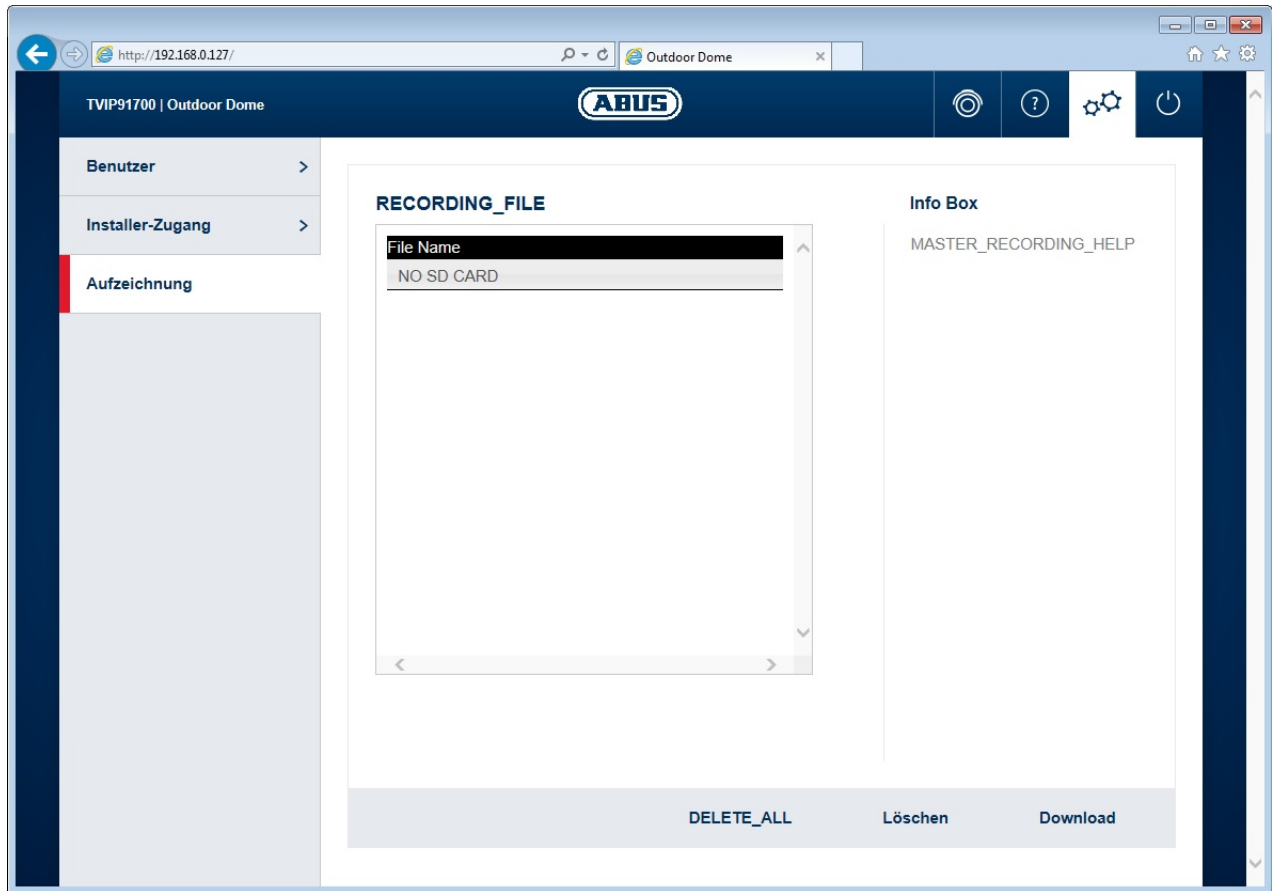 http://192.168.0.127/
Outdoor Dome
TVIP91700 | Outdoor Dome
ABUS
?
Benutzer
Installer-Zugang
Aufzeichnung
RECORDING_FILE
File Name
NO SD CARD
Info Box
MASTER_RECORDING_HELP
DELETE_ALL
Löschen
Download